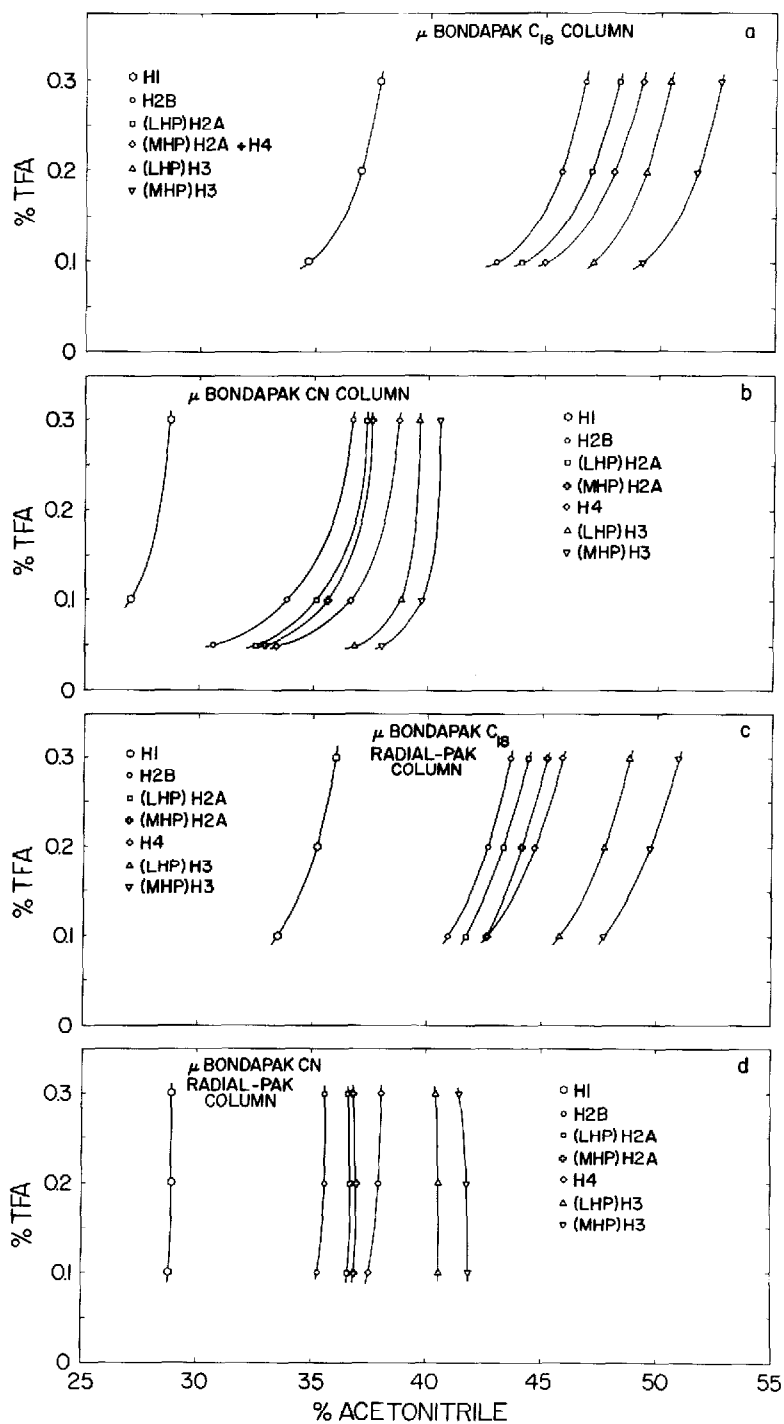 μ BONDAPAK C18 COLUMN
a
H1
H2B
(LHP) H2A
(MHP) H2A + H4
(LHP) H3
(MHP) H3
% TFA
0.3
0.2
0.1
0
μ BONDAPAK CN COLUMN
b
H1
H2B
(LHP) H2A
(MHP) H2A
H4
(LHP) H3
(MHP) H3
% TFA
0.3
0.2
0.1
0
μ BONDAPAK C18
RADIAL-PAK
COLUMN
c
H1
H2B
(LHP) H2A
(MHP) H2A
H4
(LHP) H3
(MHP) H3
% TFA
0.3
0.2
0.1
0
μ BONDAPAK CN
RADIAL-PAK
COLUMN
d
H1
H2B
(LHP) H2A
(MHP) H2A
H4
(LHP) H3
(MHP) H3
% TFA
0.3
0.2
0.1
0
25 30 35 40 45 50 55
% ACETONITRILE